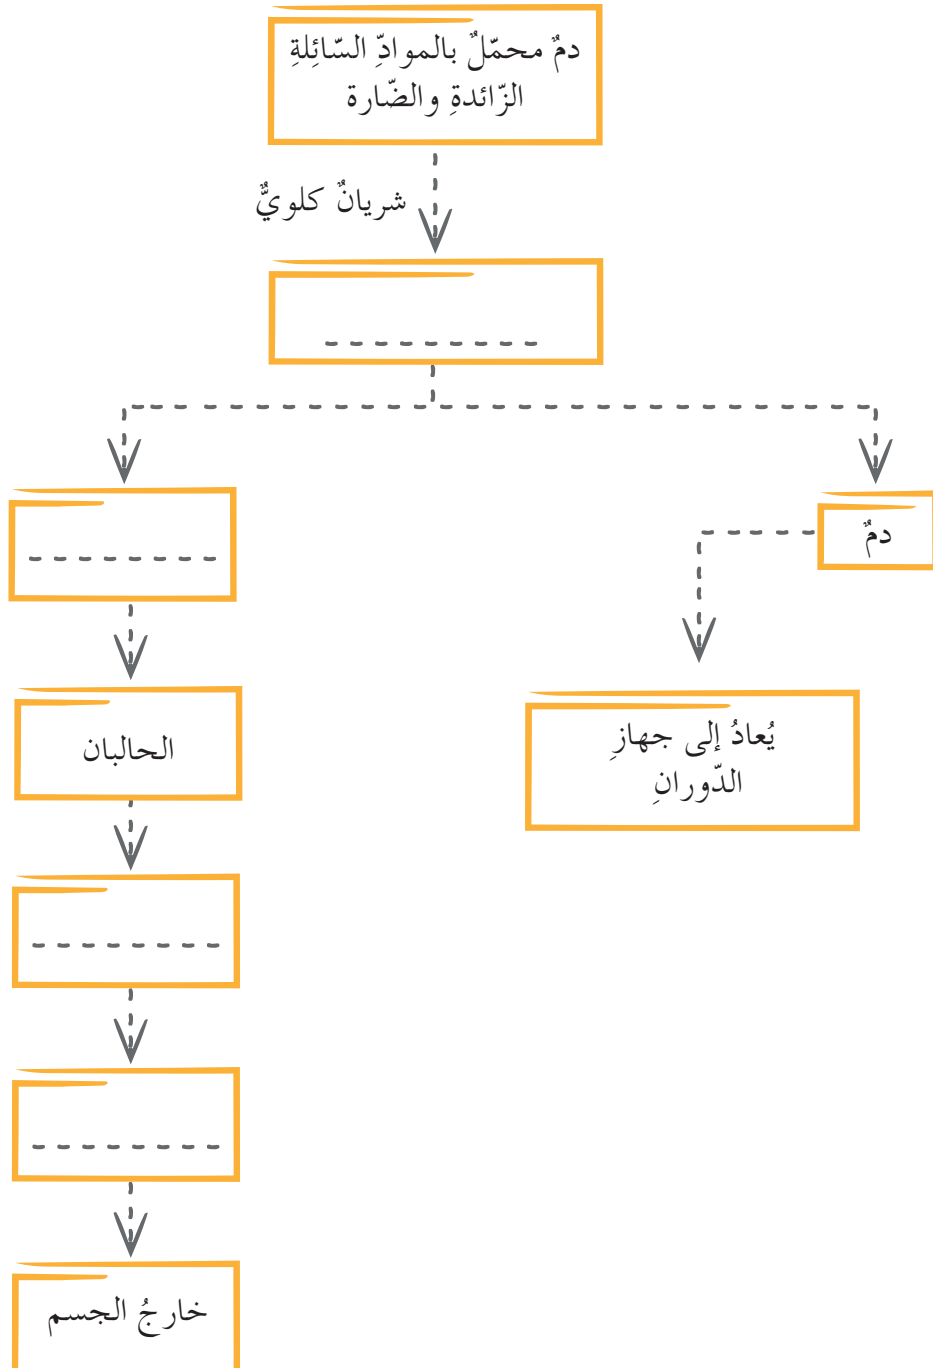 دمٌ محمّلٌ بالموادِّ السّائِلةِ
الزّائدةِ والضّارة
شريانٌ كلويٌّ
دمٌ
يُعادُ إلى جهازِ
الدّورانِ
الحالبان
خارجُ الجسم